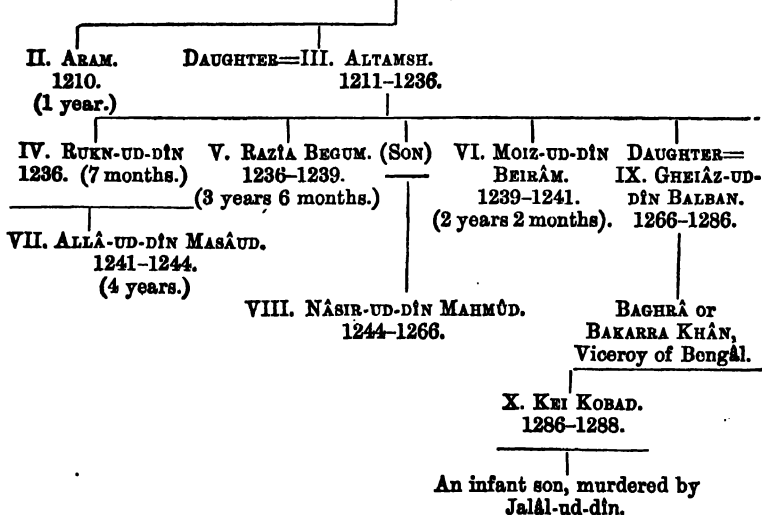 II. ARAM.
1210.
(1 year.)
DAUGHTER=III. ALTAMSH.
1211–1236.
IV. RUKN-UD-DÎN
1236. (7 months.)
V. RAZÎA BEGUM.
1236–1239.
(3 years 6 months.)
(SON)
VI. MOIZ-UD-DÎN
BEIRÂM.
1239–1241.
(2 years 2 months).
DAUGHTER=
IX. GHEIÂZ-UD-
DÎN BALBAN.
1266–1286.
VII. ALLÂ-UD-DÎN MASÂUD.
1241–1244.
(4 years.)
VIII. NÂSIR-UD-DÎN MAHMÛD.
1244–1266.
BAGHRÂ OR
BAKARRA KHÂN,
Viceroy of Bengâl.
X. KEI KOBAD.
1286–1288.
An infant son, murdered by
Jalâl-ud-dîn.